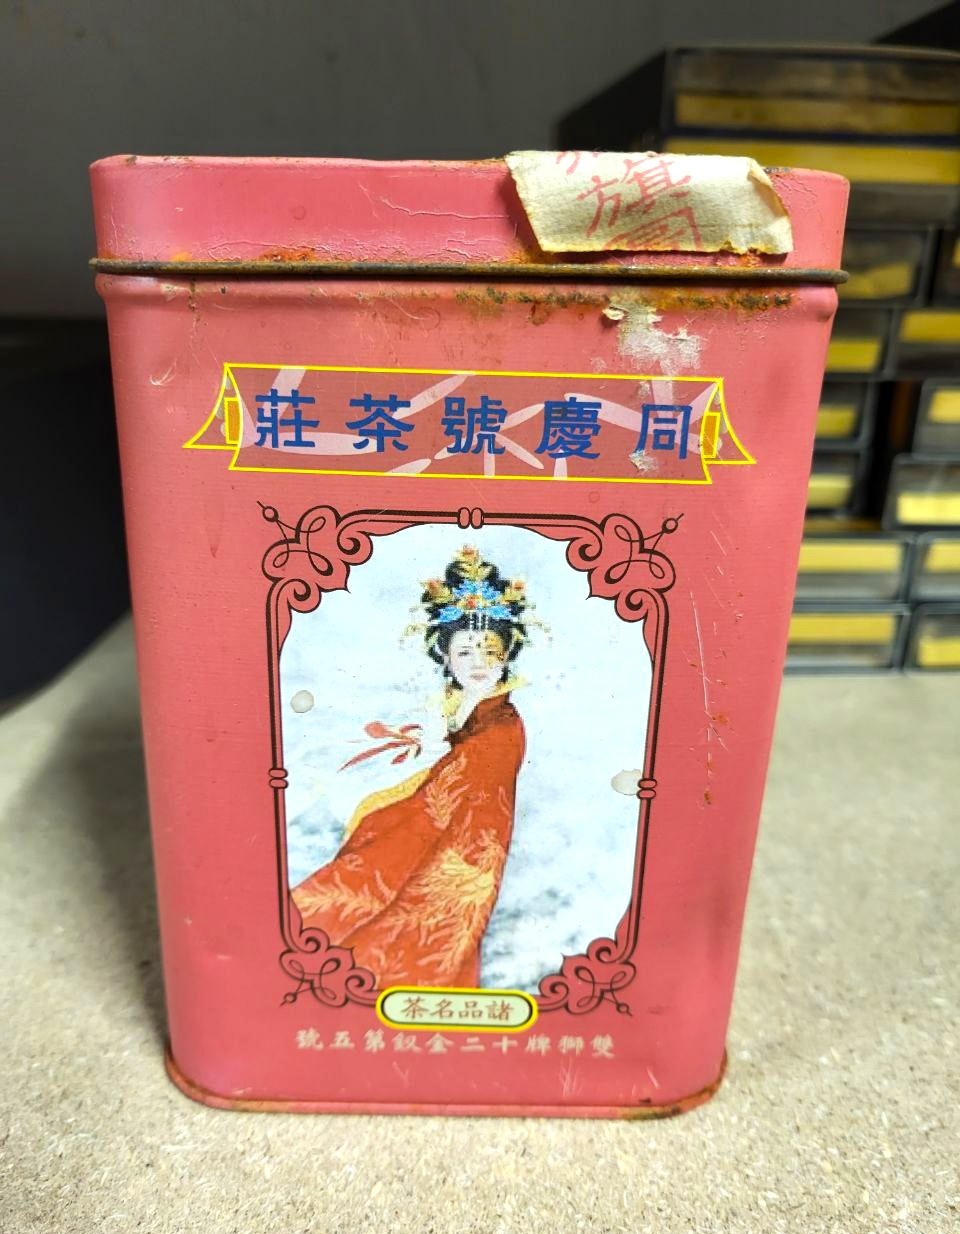 旗
同慶號茶莊
諸品名茶
雙獅牌十二金釵第五號